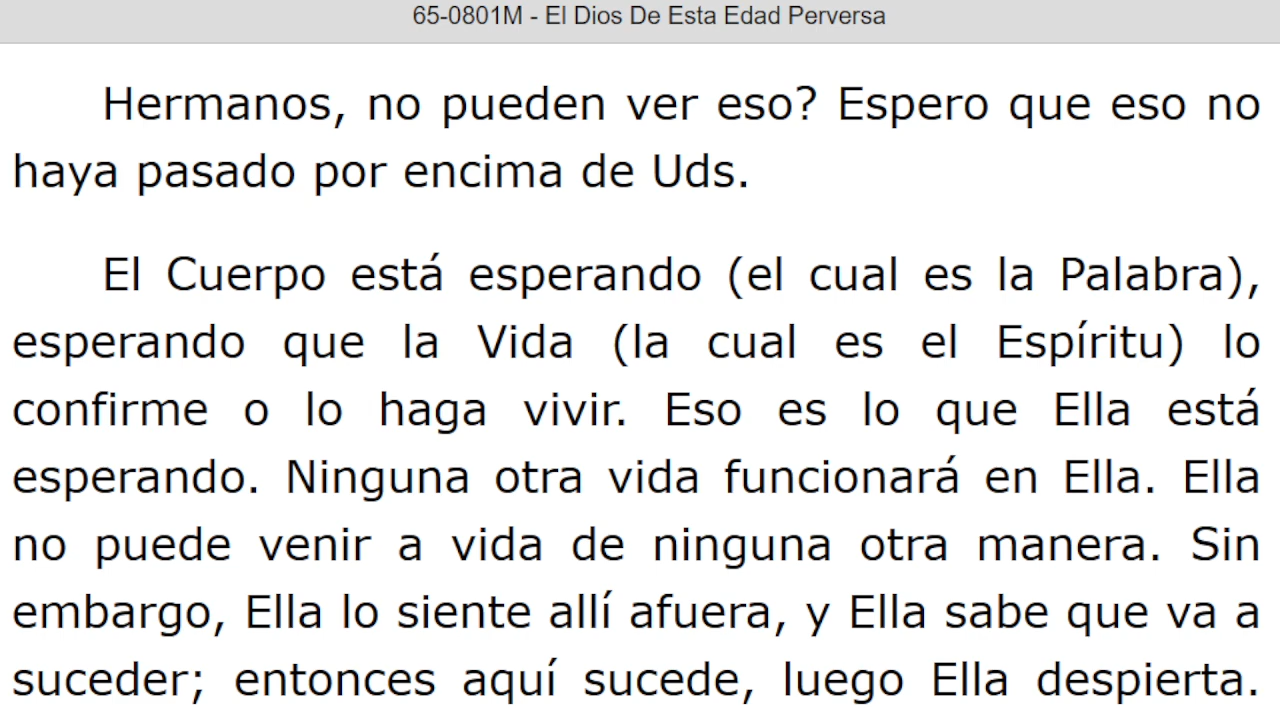 65-0801M - El Dios De Esta Edad Perversa
Hermanos, no pueden ver eso? Espero que eso no
haya pasado por encima de Uds.
El Cuerpo está esperando (el cual es la Palabra),
esperando que la Vida (la cual es el Espíritu) lo
confirme o lo haga vivir. Eso es lo que Ella está
esperando. Ninguna otra vida funcionará en Ella. Ella
no puede venir a vida de ninguna otra manera. Sin
embargo, Ella lo siente allí afuera, y Ella sabe que va a
suceder; entonces aquí sucede, luego Ella despierta.